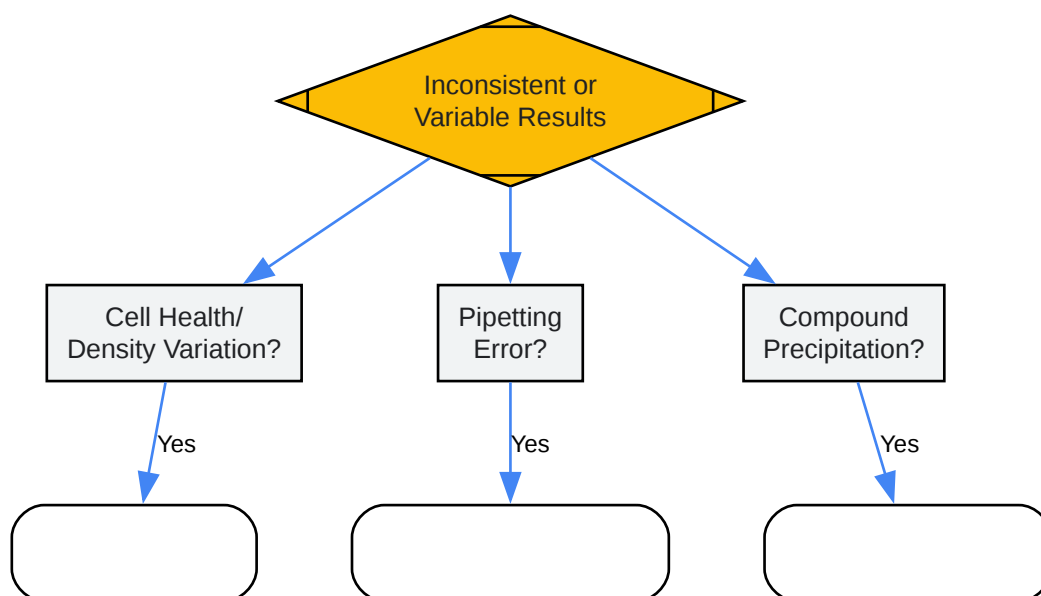 Inconsistent or
Variable Results
Cell Health/
Density Variation?
Pipetting
Error?
Compound
Precipitation?
Yes
Yes
Yes